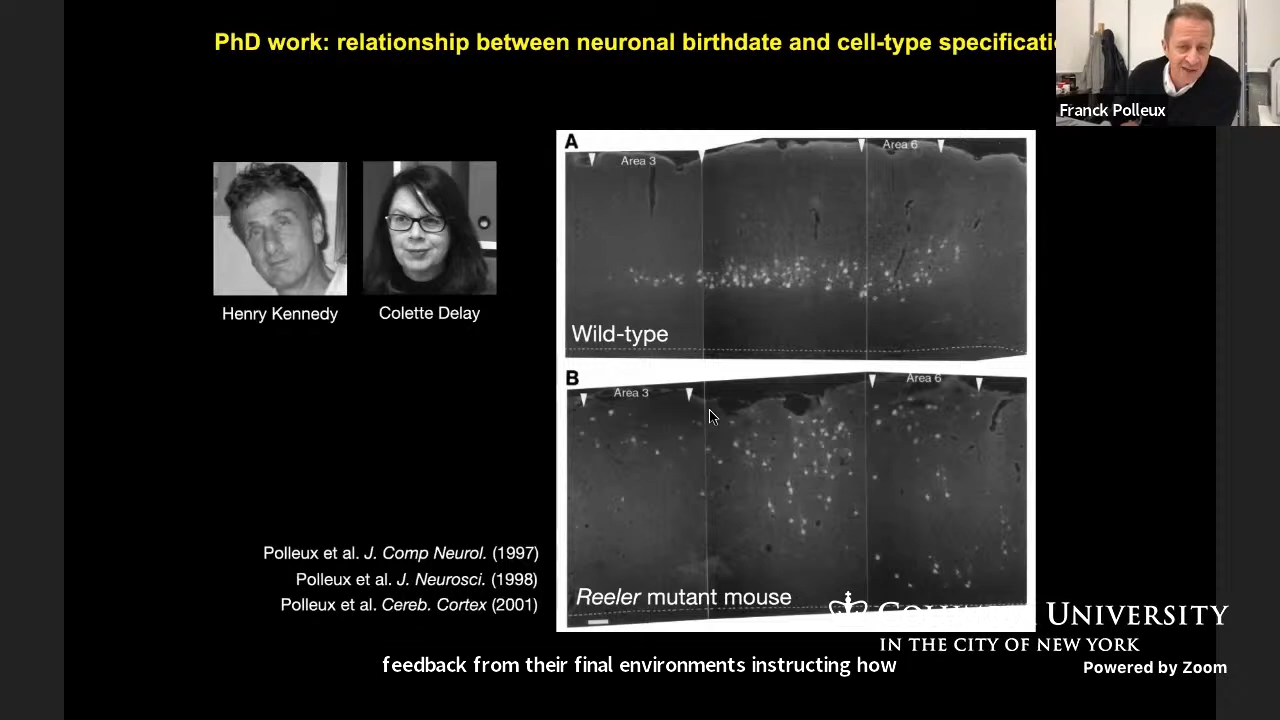 PhD work: relationship between neuronal birthdate and cell-type
Franck Polleux
A
Area 3
Area 6
Wild-type
Henry Kennedy
Colette Delay
B
Area 3
Area 6
Polleux et al. J. Comp Neurol. (1997)
Polleux et al. J. Neurosci. (1998)
Polleux et al. Cereb. Cortex (2001)
Reeler mutant mouse
COLUMBIA UNIVERSITY
IN THE CITY OF NEW YORK
feedback from their final environments instructing how
Powered by Zoom